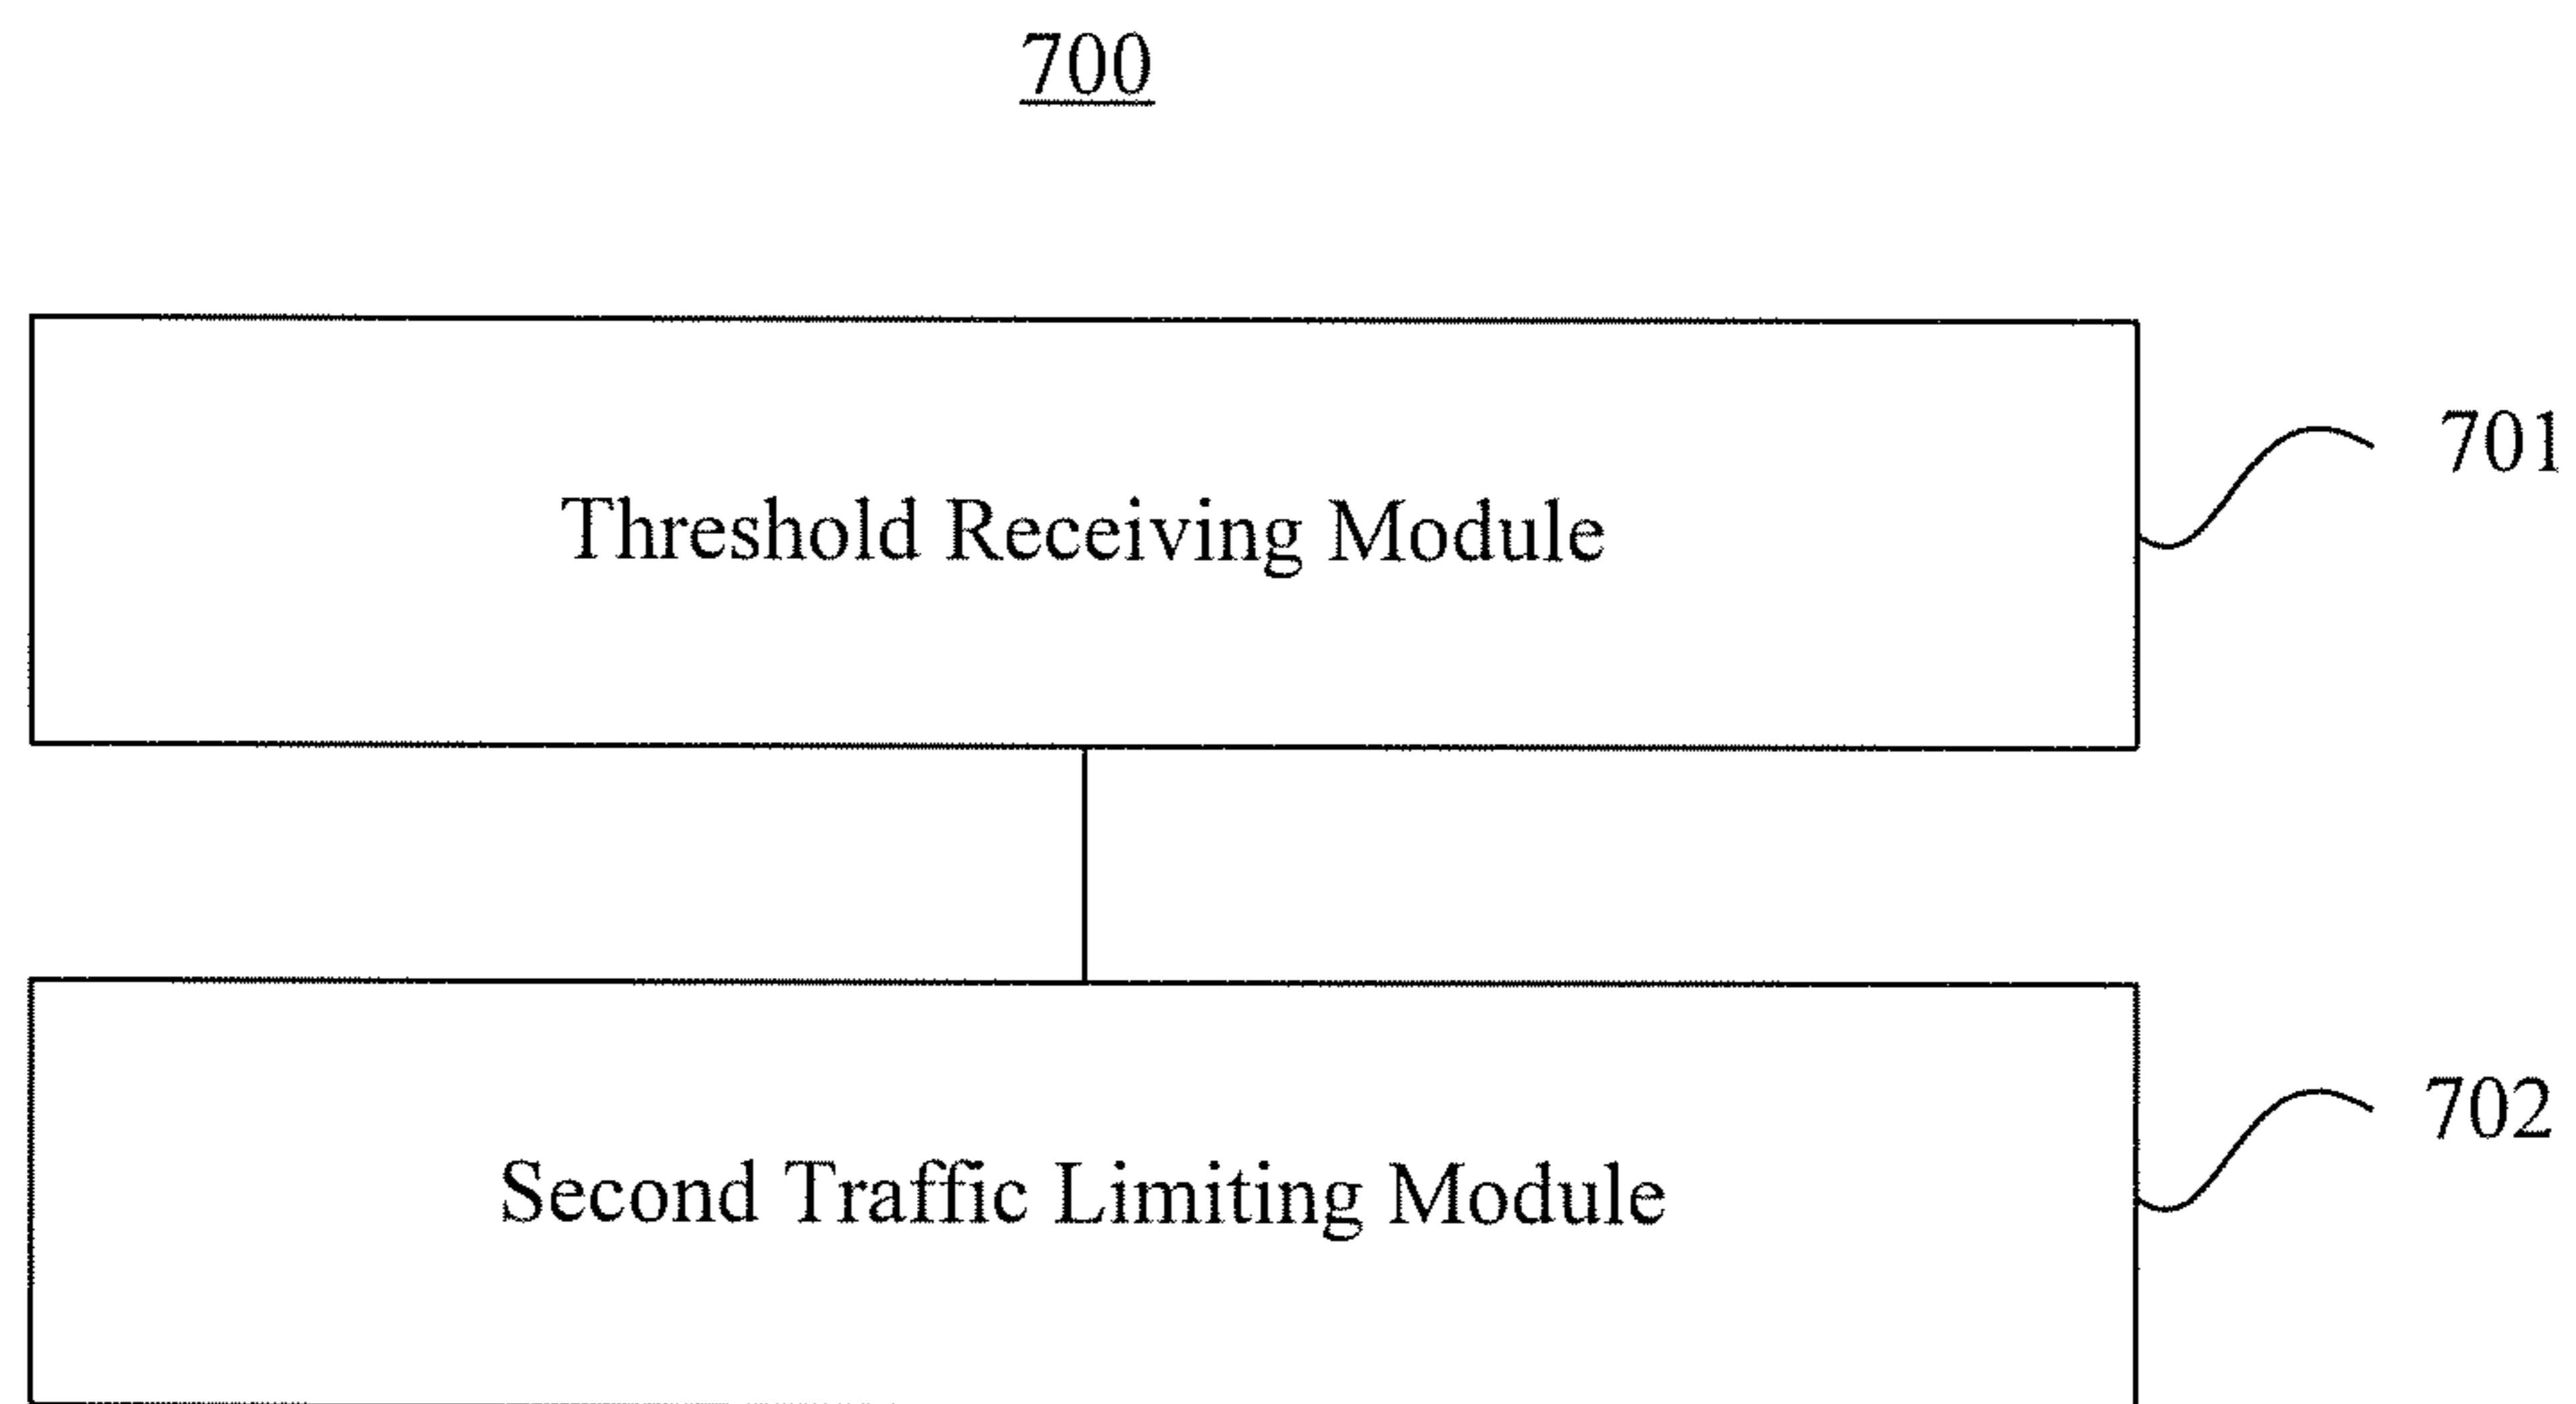 700
Threshold Receiving Module
701
Second Traffic Limiting Module
702